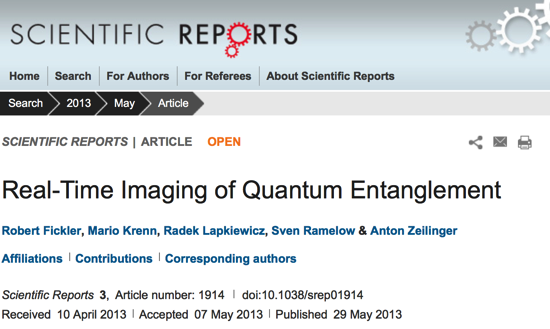 SCIENTIFIC REPORTS
Home Search For Authors For Referees About Scientific Reports
Search 2013 May Article
SCIENTIFIC REPORTS | ARTICLE OPEN
Real-Time Imaging of Quantum Entanglement
Robert Fickler, Mario Krenn, Radek Lapkiewicz, Sven Ramelow & Anton Zeilinger
Affiliations | Contributions | Corresponding authors
Scientific Reports 3, Article number: 1914 | doi:10.1038/srep01914
Received 10 April 2013 | Accepted 07 May 2013 | Published 29 May 2013